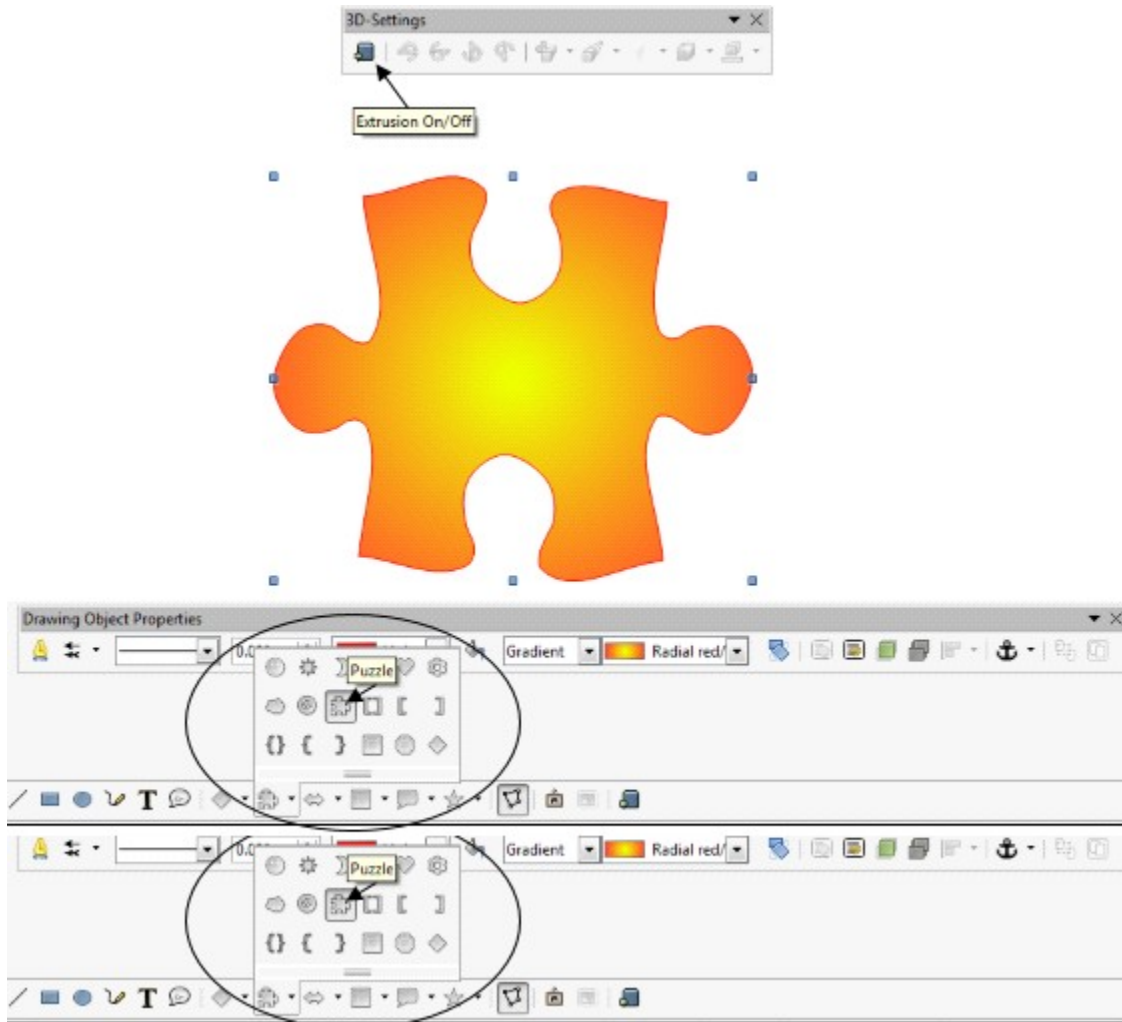 3D-Settings
Extrusion On/Off
Drawing Object Properties
Gradient Radial red/
Puzzle
T
Gradient Radial red/
Puzzle
T